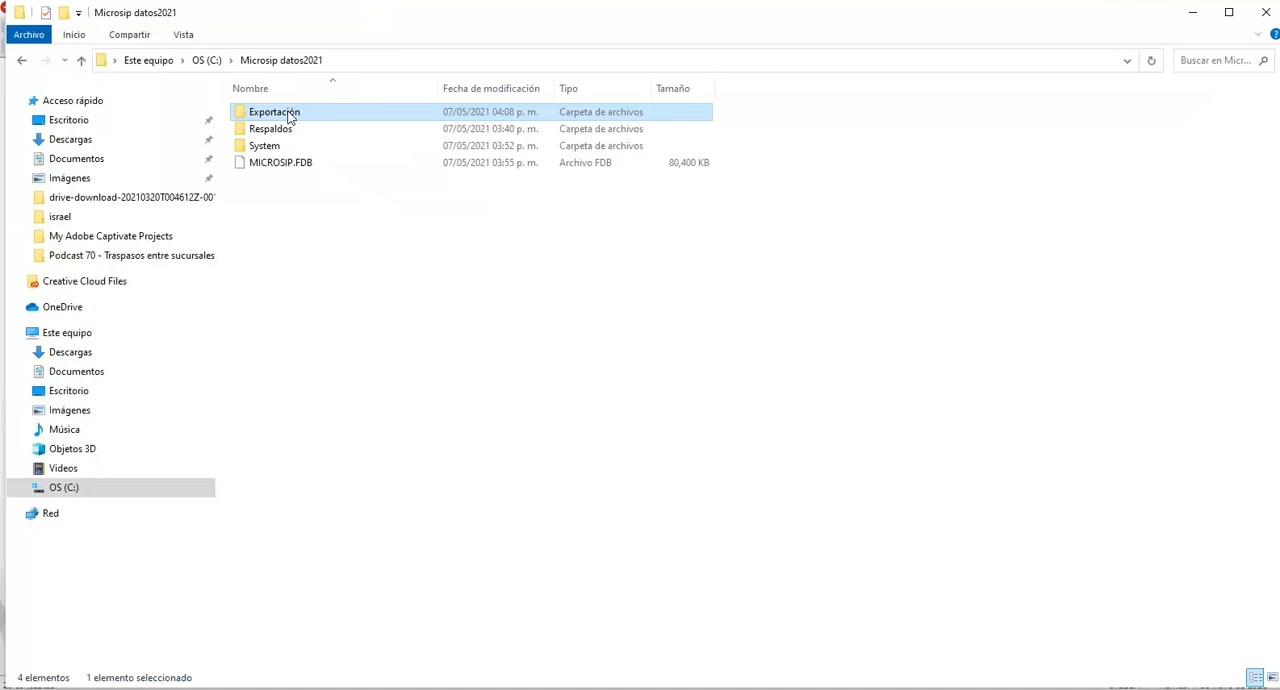 Microsip datos2021
Archivo Inicio Compartir Vista
Este equipo OS (C:) Microsip datos2021 Buscar en Micr...
Nombre Fecha de modificación Tipo Tamaño
Exportación 07/05/2021 04:08 p. m. Carpeta de archivos
Respaldos 07/05/2021 03:40 p. m. Carpeta de archivos
System 07/05/2021 03:52 p. m. Carpeta de archivos
MICROSIP.FDB 07/05/2021 03:55 p. m. Archivo FDB 80,400 KB
Acceso rápido
Escritorio
Descargas
Documentos
Imágenes
drive-download-20210320T004612Z-00
israel
My Adobe Captivate Projects
Podcast 70 - Traspasos entre sucursales
Creative Cloud Files
OneDrive
Este equipo
Descargas
Documentos
Escritorio
Imágenes
Música
Objetos 3D
Videos
OS (C:)
Red
4 elementos 1 elemento seleccionado